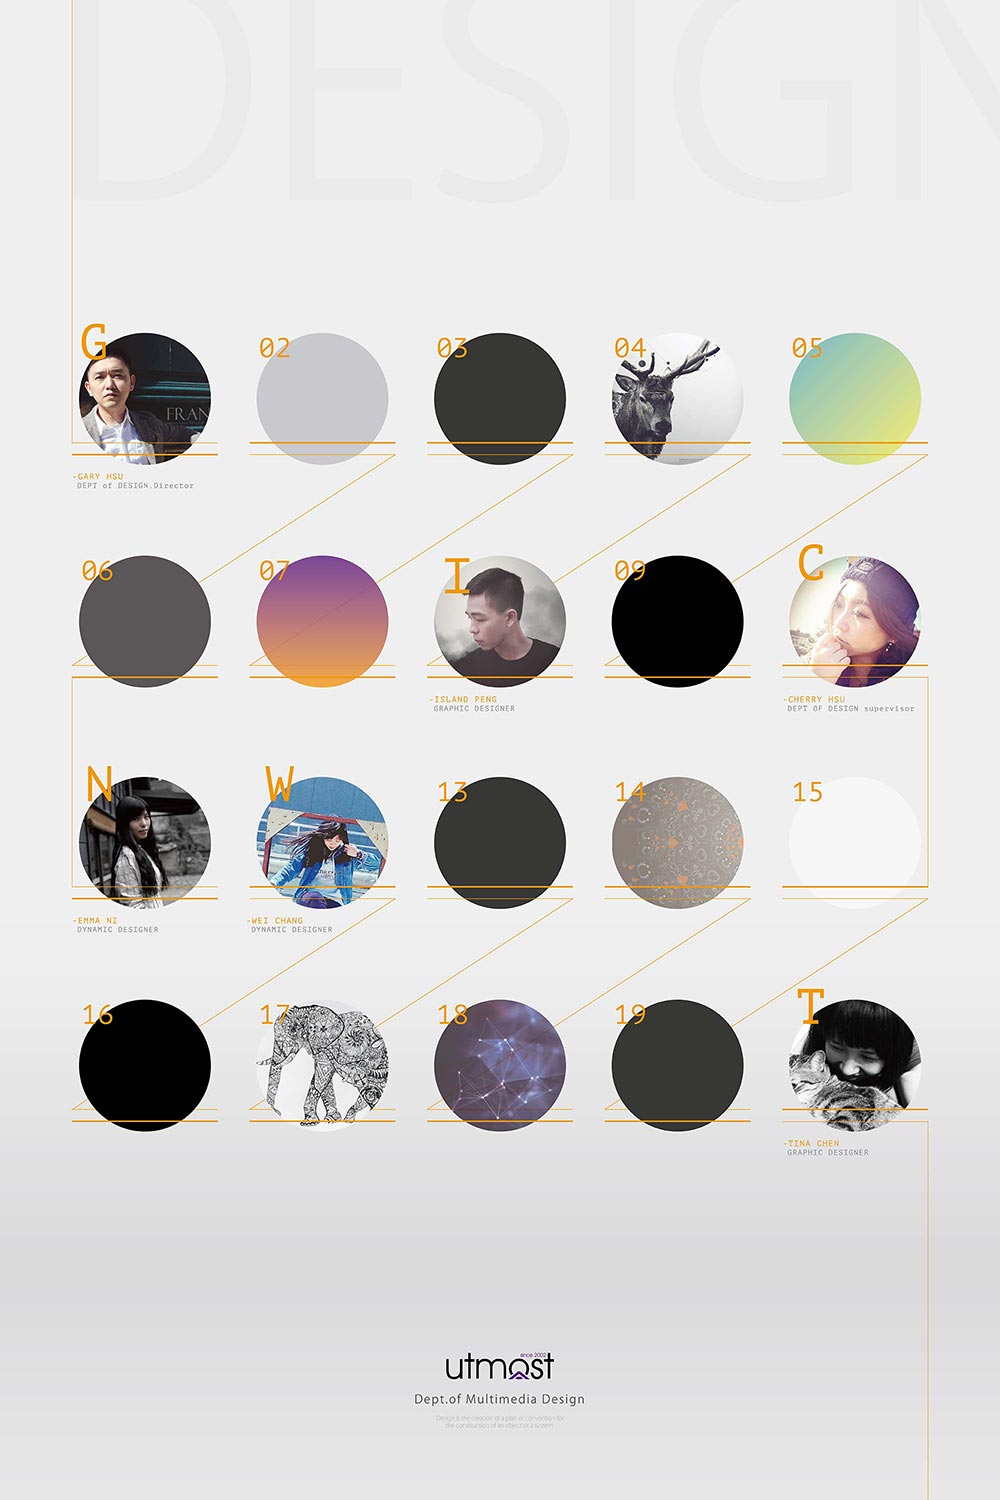 DESIGN
G 02 03 04 05
FRAN
-GARY HSU
DEPT of DESIGN.Director
06 07 I 09 C
-ISLAND PENG
GRAPHIC DESIGNER
-CHERRY HSU
DEPT OF DESIGN supervisor
N W 13 14 15
-EMMA NI
DYNAMIC DESIGNER
-WEI CHANG
DYNAMIC DESIGNER
16 17 18 19 T
-TINA CHEN
GRAPHIC DESIGNER
since 2002
utmost
Dept.of Multimedia Design
Design is the creation of a plan or convention for
the construction of an object or a system